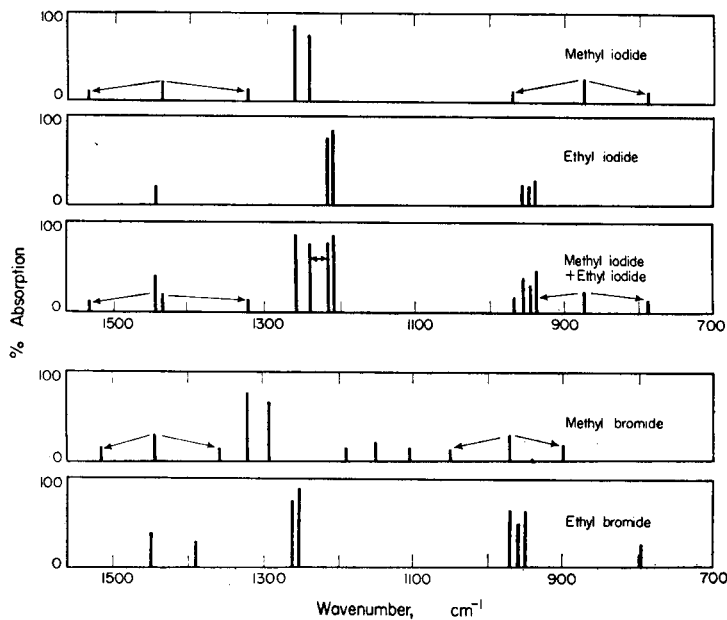 100
0
Methyl iodide
100
0
Ethyl iodide
100
0
Methyl iodide
+Ethyl iodide
1500
1300
1100
900
700
% Absorption
100
0
Methyl bromide
100
0
Ethyl bromide
1500
1300
1100
900
700
Wavenumber, cm⁻¹